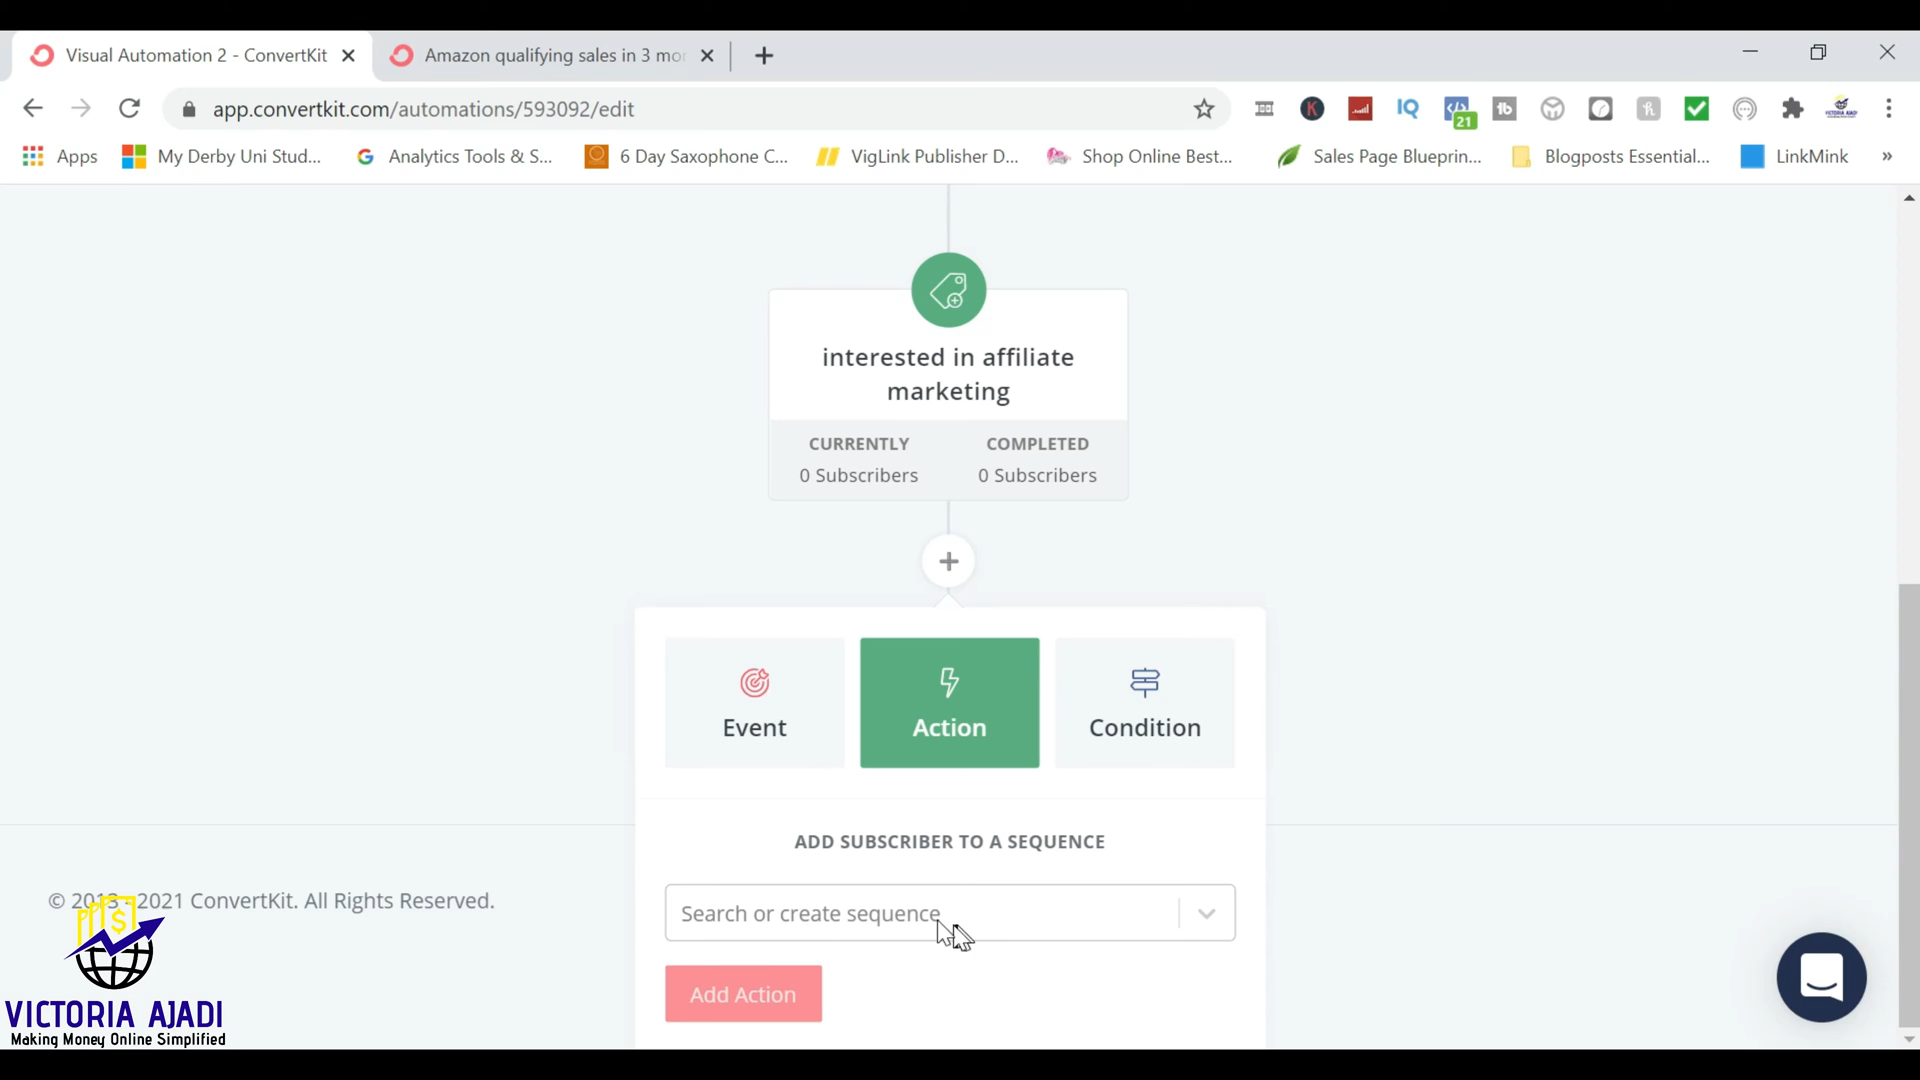 Visual Automation 2 - ConvertKit
Amazon qualifying sales in 3 mo
app.convertkit.com/automations/593092/edit
21
Apps
My Derby Uni Stud...
Analytics Tools & S...
6 Day Saxophone C...
VigLink Publisher D...
Shop Online Best...
Sales Page Blueprin...
Blogposts Essential...
LinkMink
»
interested in affiliate
marketing
CURRENTLY
COMPLETED
0 Subscribers
0 Subscribers
+
Event
Action
Condition
ADD SUBSCRIBER TO A SEQUENCE
Search or create sequence
Add Action
© 2013 - 2021 ConvertKit. All Rights Reserved.
$
VICTORIA AJADI
Making Money Online Simplified